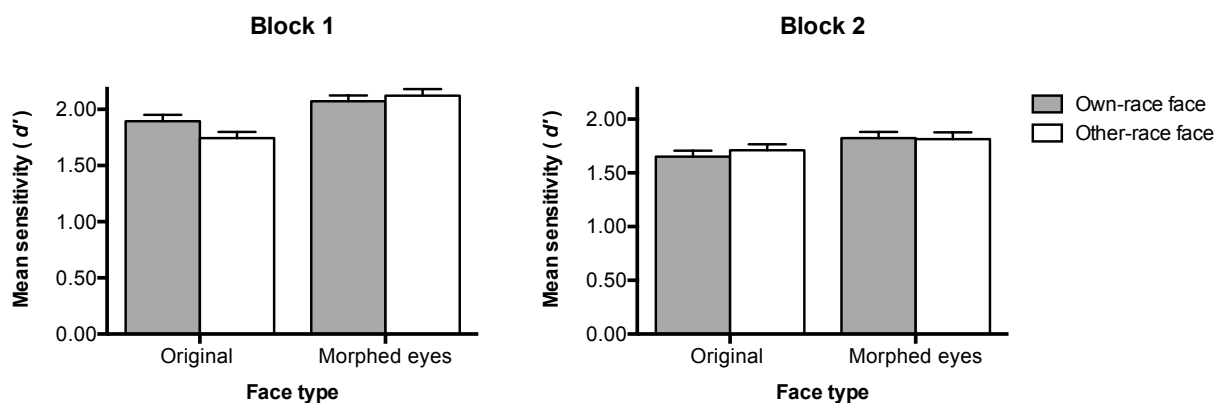 Block 1
Mean sensitivity ( d′ )
2.00
1.50
1.00
0.50
0.00
Original
Morphed eyes
Face type
Block 2
Mean sensitivity ( d′ )
2.00
1.50
1.00
0.50
0.00
Original
Morphed eyes
Face type
Own-race face
Other-race face